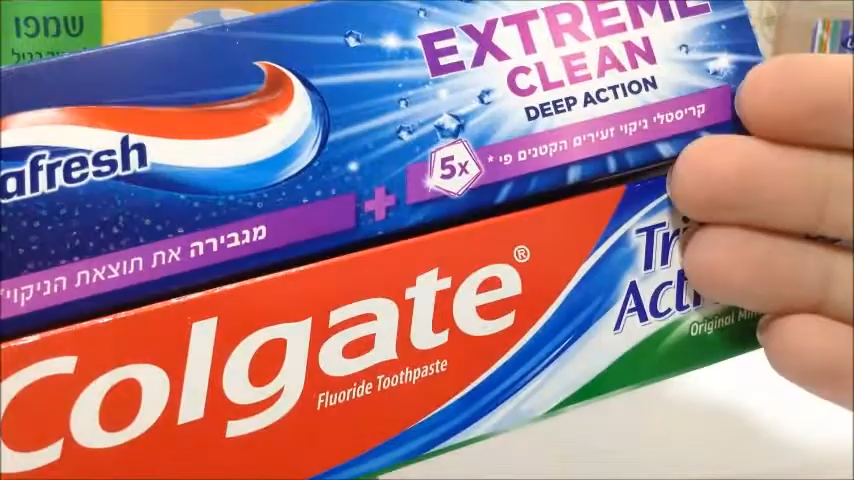 שמפו
EXTREME
CLEAN
DEEP ACTION
afresh
5x
קריסטלי ניקוי זעירים הקטנים פי *
+
מגבירה את תוצאת הניקוי*
Colgate®
Fluoride Toothpaste
Original